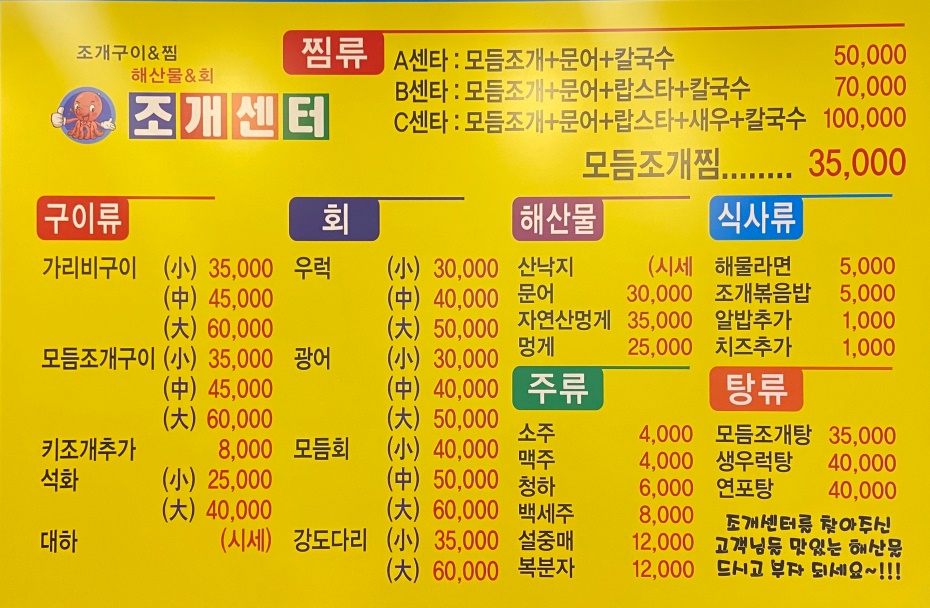 조개구이&찜
해산물&회
조개센터
찜류
A센타 : 모듬조개+문어+칼국수 50,000
B센타 : 모듬조개+문어+랍스타+칼국수 70,000
C센타 : 모듬조개+문어+랍스타+새우+칼국수 100,000
모듬조개찜........ 35,000
구이류
가리비구이 (小) 35,000
(中) 45,000
(大) 60,000
모듬조개구이 (小) 35,000
(中) 45,000
(大) 60,000
키조개추가 8,000
석화 (小) 25,000
(大) 40,000
대하 (시세)
회
우럭 (小) 30,000
(中) 40,000
(大) 50,000
광어 (小) 30,000
(中) 40,000
(大) 50,000
모듬회 (小) 40,000
(中) 50,000
(大) 60,000
강도다리 (小) 35,000
(大) 60,000
해산물
산낙지 (시세
문어 30,000
자연산멍게 35,000
멍게 25,000
주류
소주 4,000
맥주 4,000
청하 6,000
백세주 8,000
설중매 12,000
복분자 12,000
식사류
해물라면 5,000
조개볶음밥 5,000
알밥추가 1,000
치즈추가 1,000
탕류
모듬조개탕 35,000
생우럭탕 40,000
연포탕 40,000
조개센터를 찾아주신
고객님들 맛있는 해산물
드시고 부자 되세요~!!!